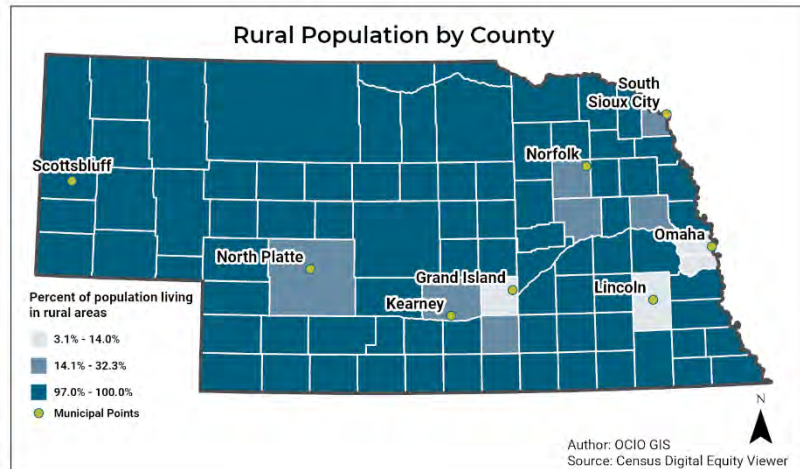 Rural Population by County
South
Sioux City
Norfolk
Scottsbluff
Omaha
North Platte
Grand Island
Lincoln
Kearney
Percent of population living
in rural areas
3.1% - 14.0%
14.1% - 32.3%
97.0% - 100.0%
Municipal Points
N
Author: OCIO GIS
Source: Census Digital Equity Viewer